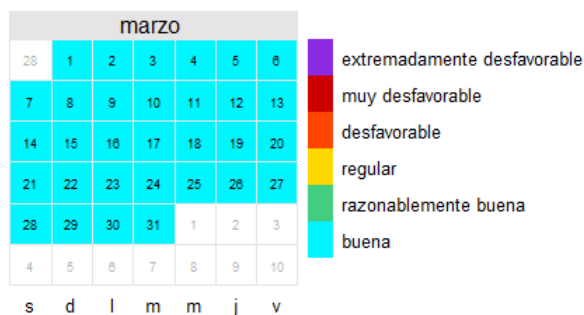 marzo
28 1 2 3 4 5 6
7 8 9 10 11 12 13
14 15 16 17 18 19 20
21 22 23 24 25 26 27
28 29 30 31 1 2 3
4 5 6 7 8 9 10
s d l m m j v
extremadamente desfavorable
muy desfavorable
desfavorable
regular
razonablemente buena
buena